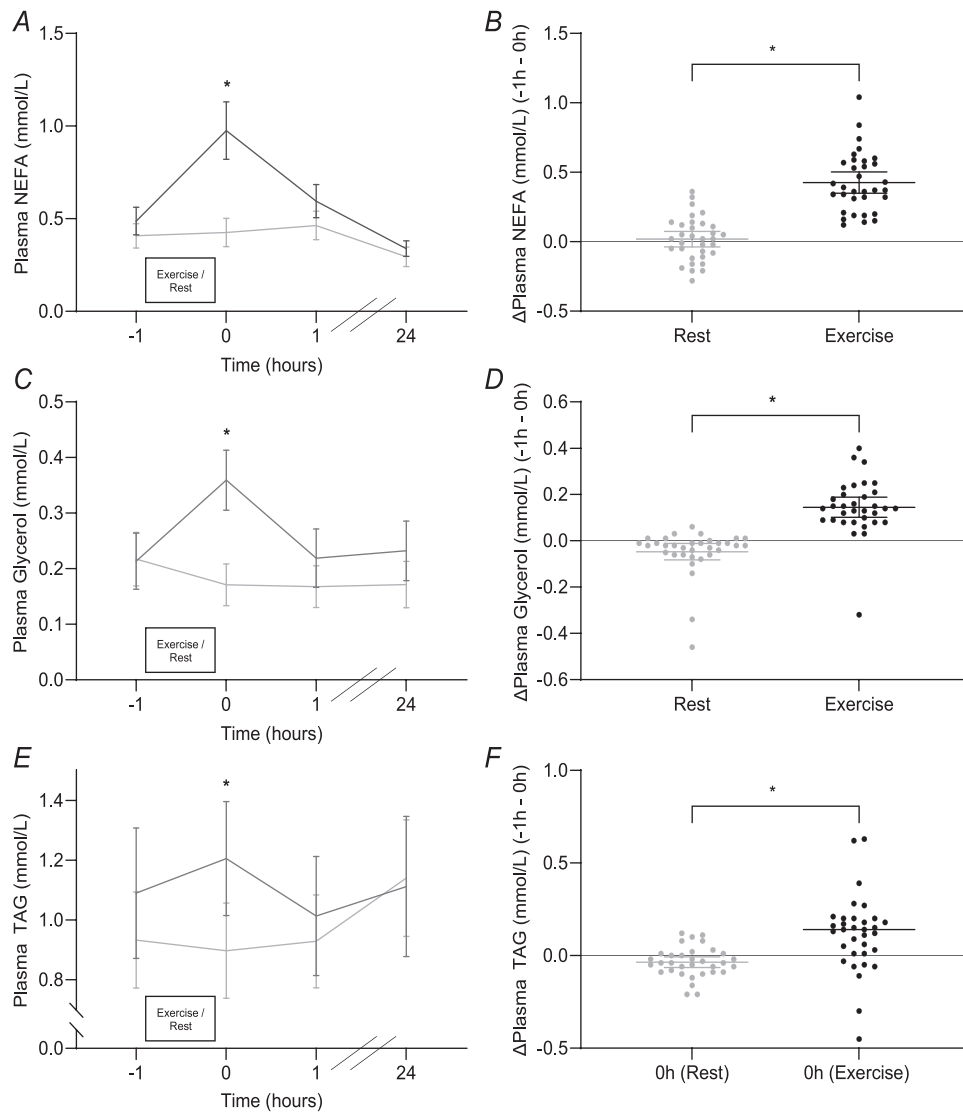 A
Plasma NEFA (mmol/L)
1.5
1.0
0.5
0.0
*
Exercise /
Rest
-1
0
1
24
Time (hours)
B
ΔPlasma NEFA (mmol/L) (-1h - 0h)
1.5
1.0
0.5
0.0
-0.5
*
Rest
Exercise
C
Plasma Glycerol (mmol/L)
0.5
0.4
0.3
0.2
0.1
0.0
*
Exercise /
Rest
-1
0
1
24
Time (hours)
D
ΔPlasma Glycerol (mmol/L) (-1h - 0h)
0.6
0.4
0.2
0.0
-0.2
-0.4
-0.6
*
Rest
Exercise
E
Plasma TAG (mmol/L)
1.4
1.2
1.0
0.8
0.0
*
Exercise /
Rest
-1
0
1
24
Time (hours)
F
ΔPlasma TAG (mmol/L) (-1h - 0h)
1.0
0.5
0.0
-0.5
*
0h (Rest)
0h (Exercise)